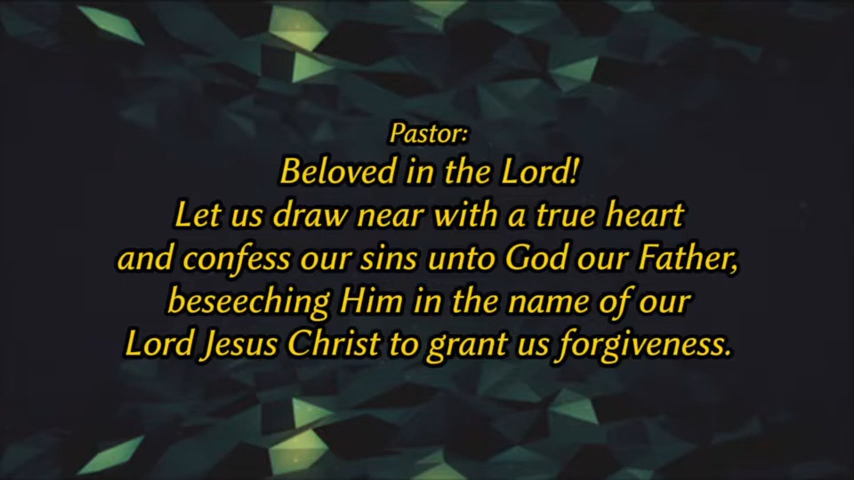 Pastor:
Beloved in the Lord!
Let us draw near with a true heart
and confess our sins unto God our Father,
beseeching Him in the name of our
Lord Jesus Christ to grant us forgiveness.